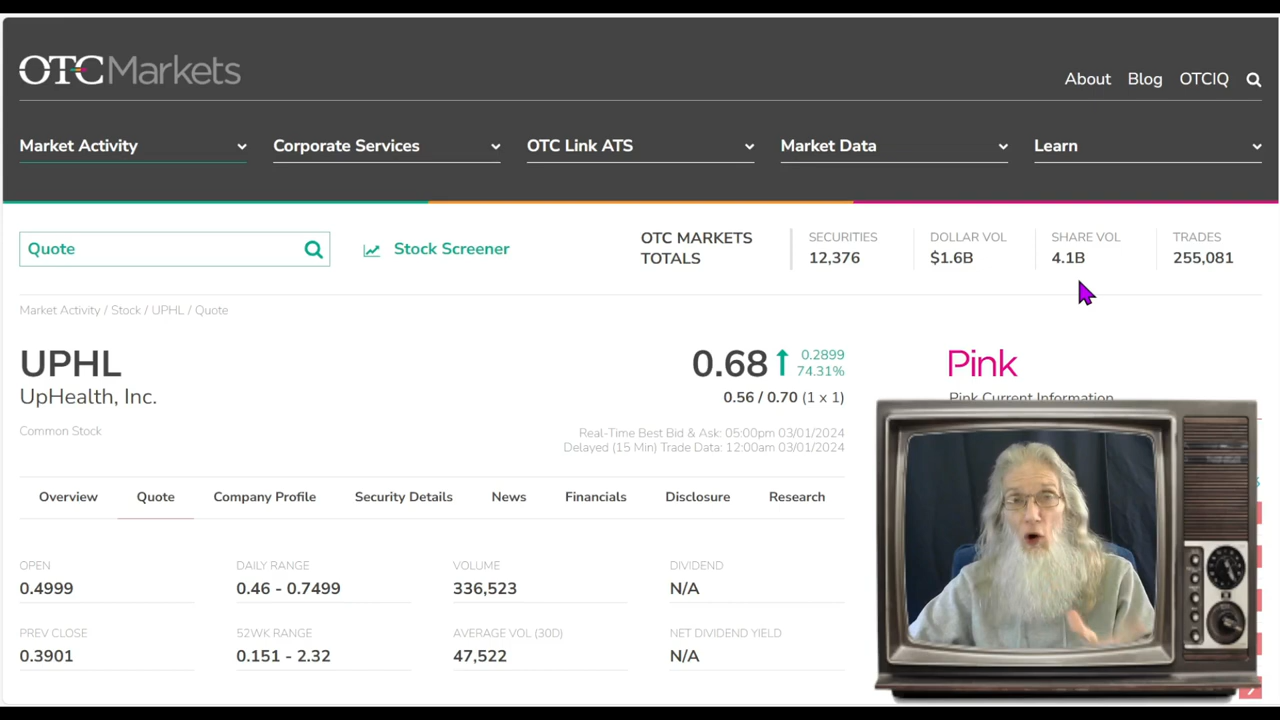 OTC Markets
About Blog OTCIQ
Market Activity Corporate Services OTC Link ATS Market Data Learn
Quote
Stock Screener
OTC MARKETS
TOTALS
SECURITIES DOLLAR VOL SHARE VOL TRADES
12,376 $1.6B 4.1B 255,081
Market Activity / Stock / UPHL / Quote
UPHL
UpHealth, Inc.
Common Stock
0.68 0.2899
74.31%
0.56 / 0.70 (1 x 1)
Real-Time Best Bid & Ask: 05:00pm 03/01/2024
Delayed (15 Min) Trade Data: 12:00am 03/01/2024
Pink
Pink Current Information
Overview Quote Company Profile Security Details News Financials Disclosure Research
OPEN DAILY RANGE VOLUME DIVIDEND
0.4999 0.46 - 0.7499 336,523 N/A
PREV CLOSE 52WK RANGE AVERAGE VOL (30D) NET DIVIDEND YIELD
0.3901 0.151 - 2.32 47,522 N/A